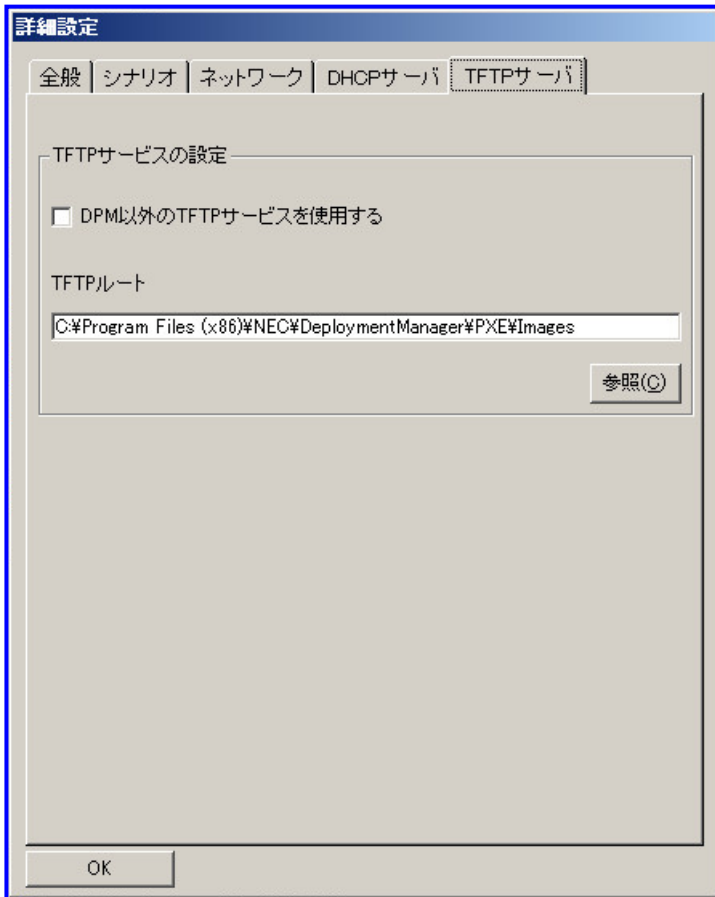 詳細設定
全般 シナリオ ネットワーク DHCPサーバ TFTPサーバ
TFTPサービスの設定
DPM以外のTFTPサービスを使用する
TFTPルート
C:¥Program Files (x86)¥NEC¥DeploymentManager¥PXE¥Images
参照(C)
OK